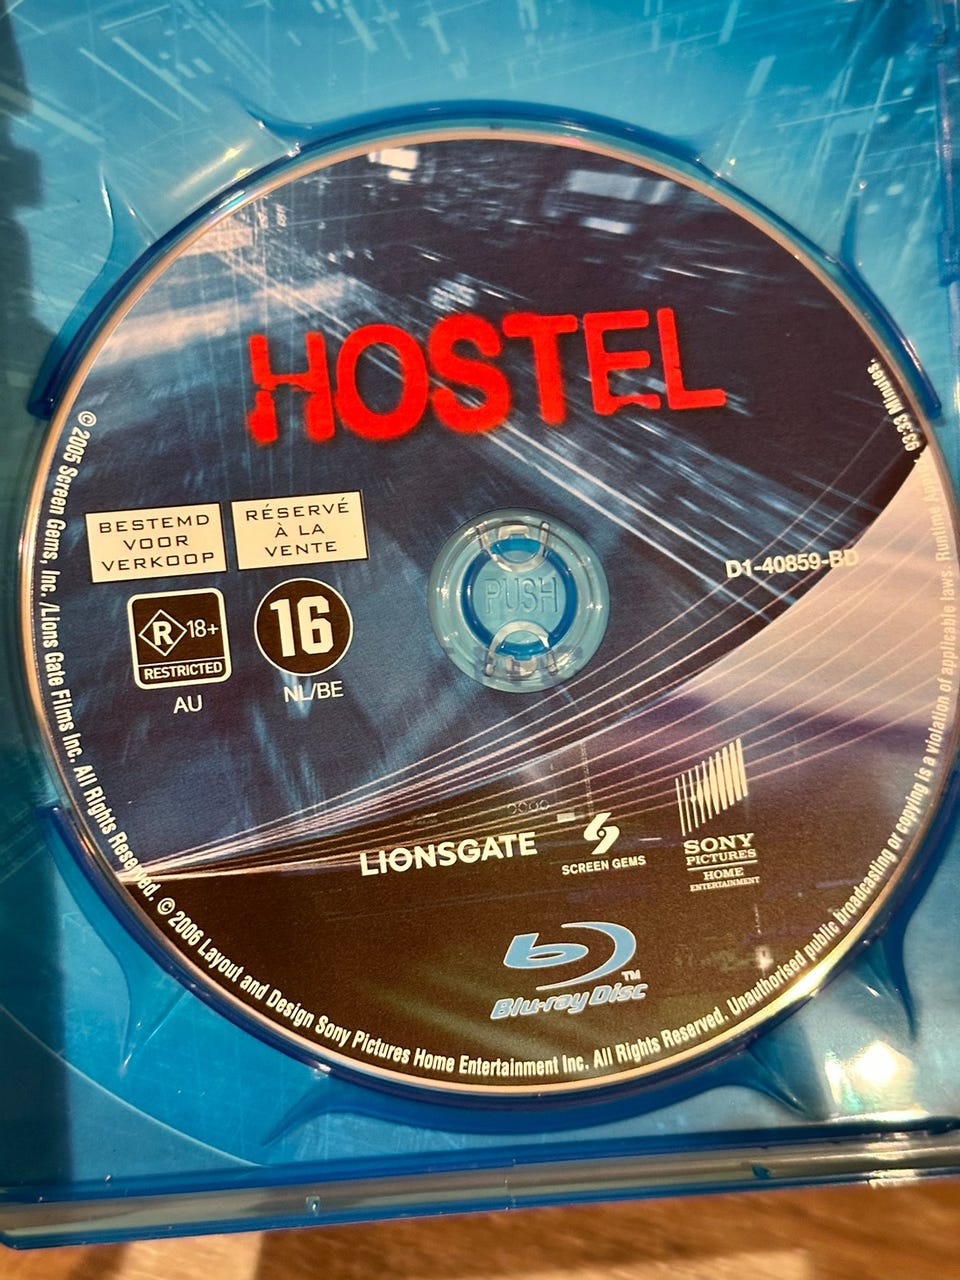 HOSTEL
BESTEMD
VOOR
VERKOOP
RÉSERVÉ
À LA
VENTE
R 18+
RESTRICTED
AU
16
NL/BE
PUSH
D1-40859-BD
LIONSGATE
SCREEN GEMS
SONY
PICTURES
HOME
ENTERTAINMENT
Blu-ray Disc™
© 2005 Screen Gems, Inc. /Lions Gate Films Inc. All Rights Reserved. © 2006 Layout and Design Sony Pictures Home Entertainment Inc. All Rights Reserved. Unauthorised public broadcasting or copying is a violation of applicable laws. Runtime 93:33 Minutes.